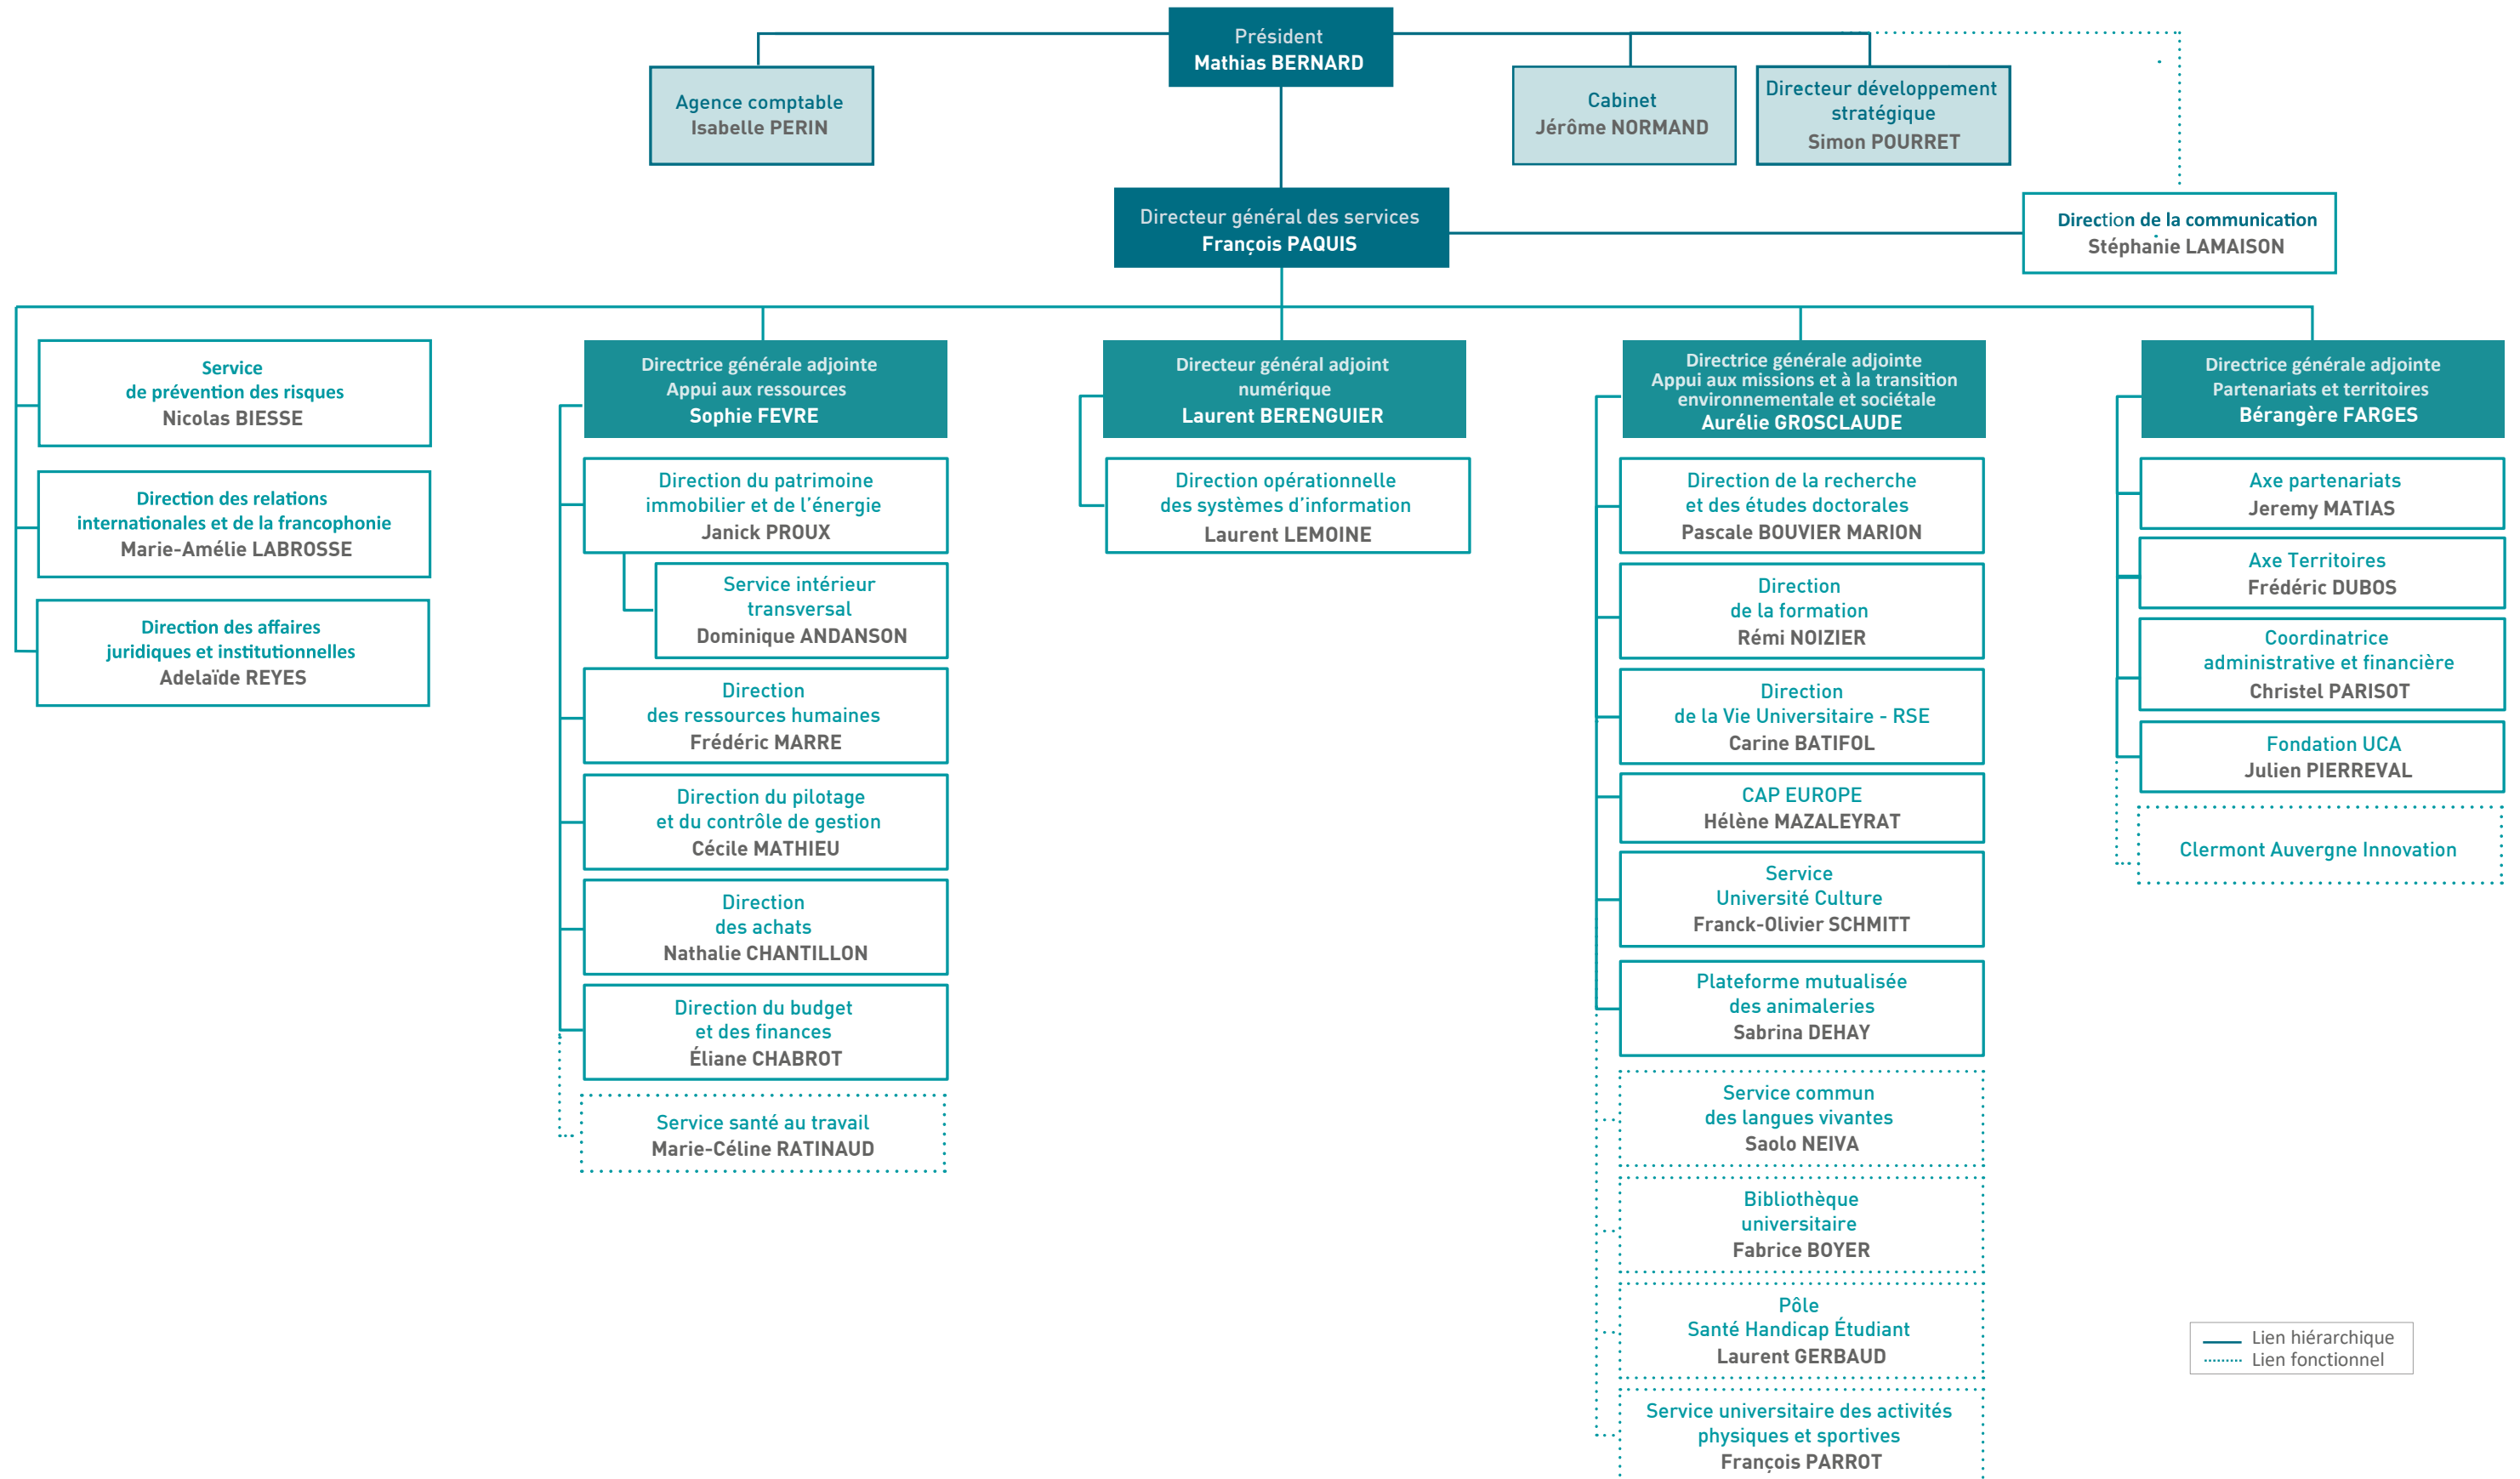 Président
Mathias BERNARD
Agence comptable
Isabelle PERIN
Cabinet
Jérôme NORMAND
Directeur développement
stratégique
Simon POURRET
Directeur général des services
François PAQUIS
Direction de la communication
Stéphanie LAMAISON
Service
de prévention des risques
Nicolas BIESSE
Direction des relations
internationales et de la francophonie
Marie-Amélie LABROSSE
Direction des affaires
juridiques et institutionnelles
Adelaïde REYES
Directrice générale adjointe
Appui aux ressources
Sophie FEVRE
Direction du patrimoine
immobilier et de l'énergie
Janick PROUX
Service intérieur
transversal
Dominique ANDANSON
Direction
des ressources humaines
Frédéric MARRE
Direction du pilotage
et du contrôle de gestion
Cécile MATHIEU
Direction
des achats
Nathalie CHANTILLON
Direction du budget
et des finances
Éliane CHABROT
Service santé au travail
Marie-Céline RATINAUD
Directeur général adjoint
numérique
Laurent BERENGUIER
Direction opérationnelle
des systèmes d'information
Laurent LEMOINE
Directrice générale adjointe
Appui aux missions et à la transition
environnementale et sociétale
Aurélie GROSCLAUDE
Direction de la recherche
et des études doctorales
Pascale BOUVIER MARION
Direction
de la formation
Rémi NOIZIER
Direction
de la Vie Universitaire - RSE
Carine BATIFOL
CAP EUROPE
Hélène MAZALEYRAT
Service
Université Culture
Franck-Olivier SCHMITT
Plateforme mutualisée
des animaleries
Sabrina DEHAY
Service commun
des langues vivantes
Saolo NEIVA
Bibliothèque
universitaire
Fabrice BOYER
Pôle
Santé Handicap Étudiant
Laurent GERBAUD
Service universitaire des activités
physiques et sportives
François PARROT
Directrice générale adjointe
Partenariats et territoires
Bérangère FARGES
Axe partenariats
Jeremy MATIAS
Axe Territoires
Frédéric DUBOS
Coordinatrice
administrative et financière
Christel PARISOT
Fondation UCA
Julien PIERREVAL
Clermont Auvergne Innovation
Lien hiérarchique
Lien fonctionnel